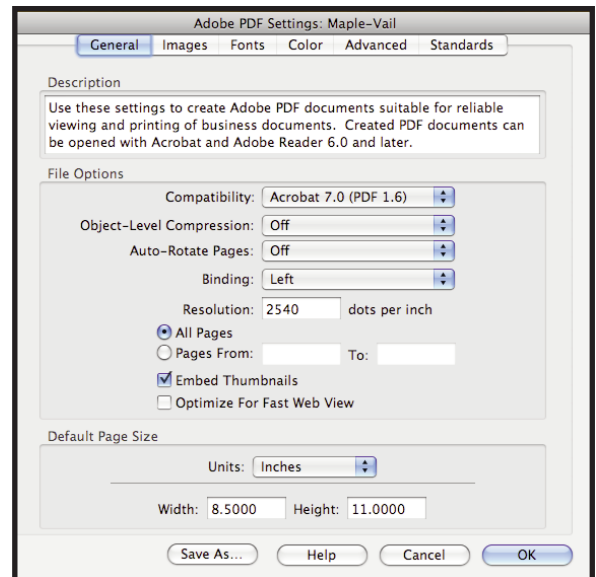 Adobe PDF Settings: Maple-Vail
General Images Fonts Color Advanced Standards
Description
Use these settings to create Adobe PDF documents suitable for reliable
viewing and printing of business documents. Created PDF documents can
be opened with Acrobat and Adobe Reader 6.0 and later.
File Options
Compatibility: Acrobat 7.0 (PDF 1.6)
Object-Level Compression: Off
Auto-Rotate Pages: Off
Binding: Left
Resolution: 2540 dots per inch
All Pages
Pages From: To:
Embed Thumbnails
Optimize For Fast Web View
Default Page Size
Units: Inches
Width: 8.5000 Height: 11.0000
Save As... Help Cancel OK